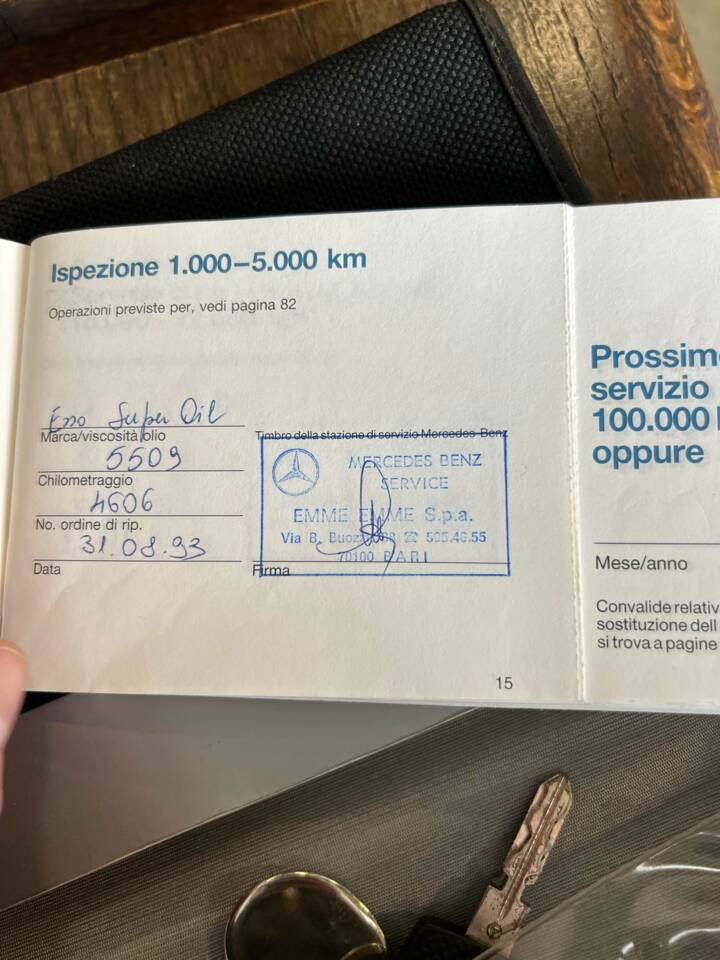 Ispezione 1.000–5.000 km
Operazioni previste per, vedi pagina 82
Esso Super Oil
Marca/viscosità olio
5509
Chilometraggio
4606
No. ordine di rip.
31.08.93
Data
Timbro della stazione di servizio Mercedes-Benz
MERCEDES BENZ
SERVICE
EMME EMME S.p.a.
Via B. Buozzi
70100 BARI
Firma
15
Prossim
servizio
100.000
oppure
Mese/anno
Convalide relativ
sostituzione dell
si trova a pagine